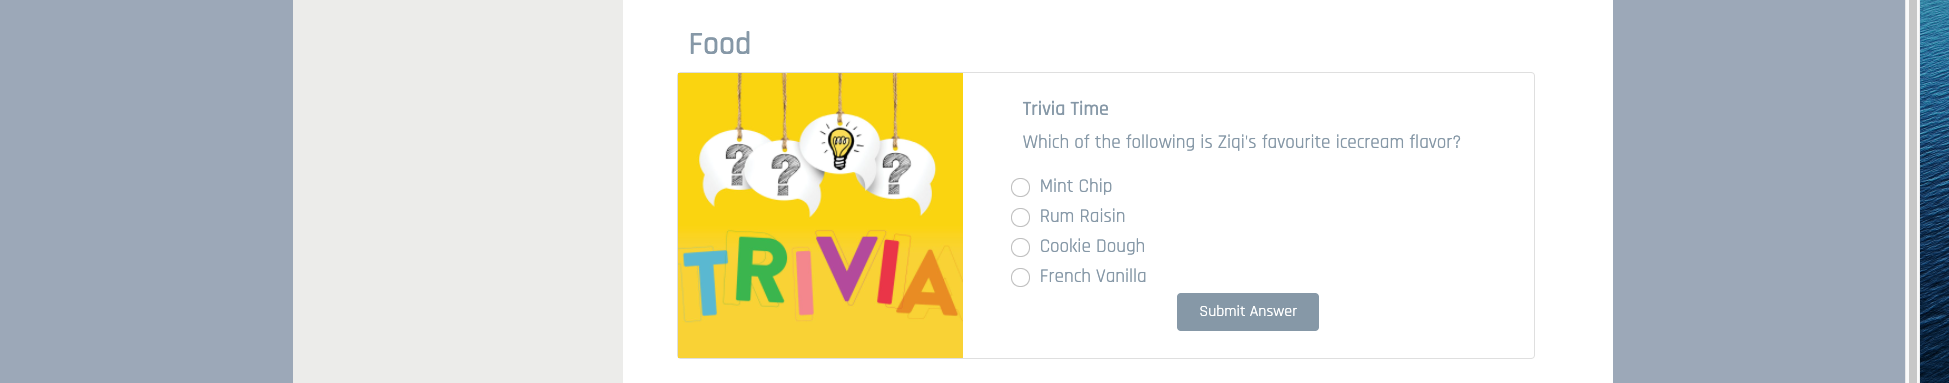 Food
? ? ?
TRIVIA
Trivia Time
Which of the following is Ziqi's favourite icecream flavor?
Mint Chip
Rum Raisin
Cookie Dough
French Vanilla
Submit Answer